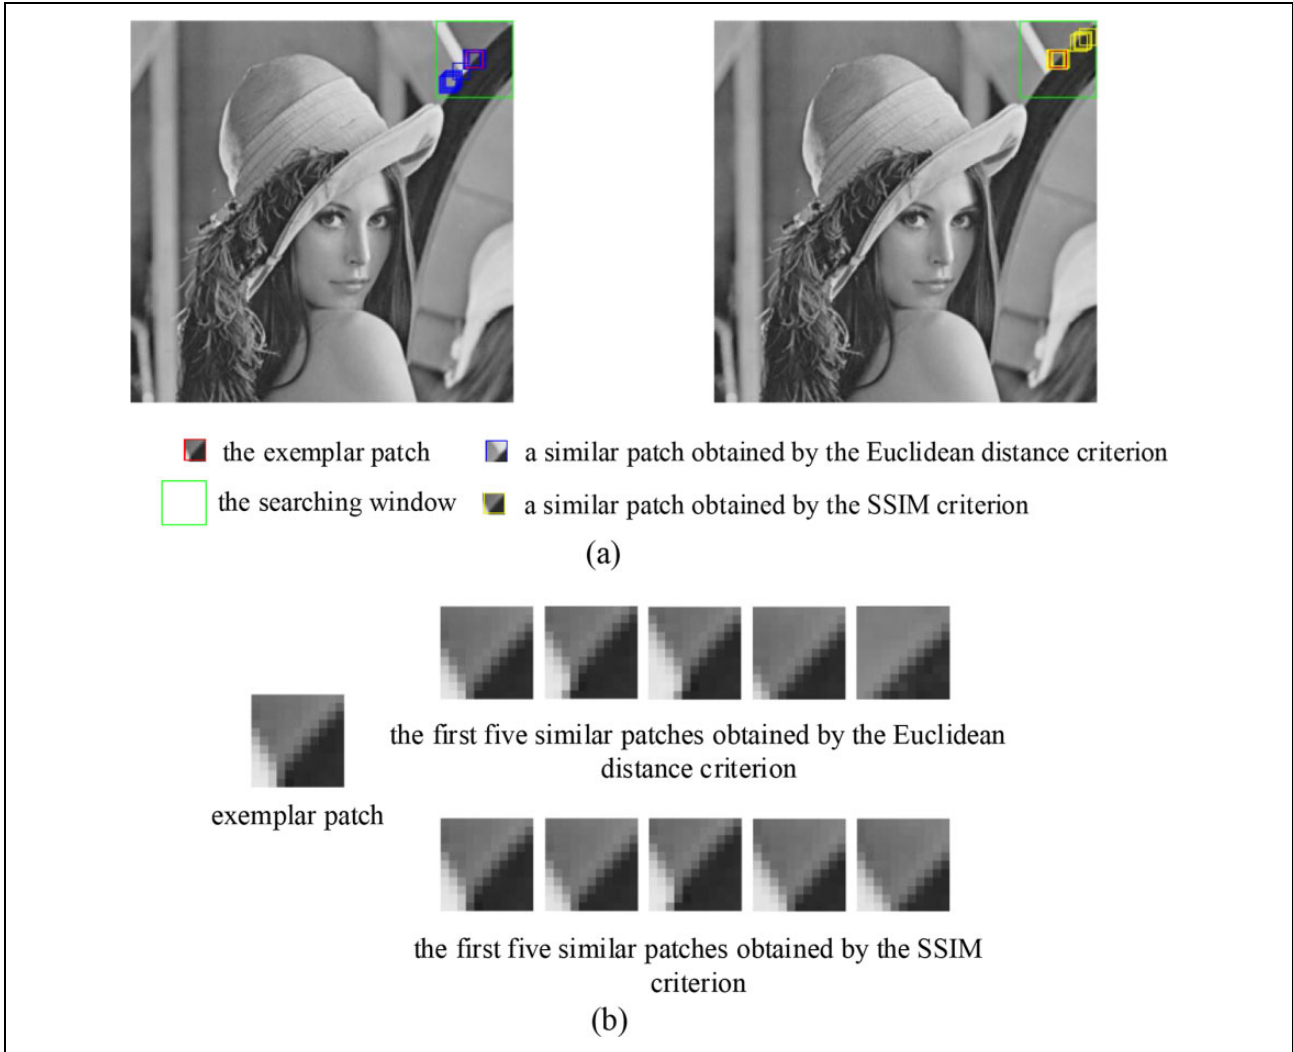 the exemplar patch
a similar patch obtained by the Euclidean distance criterion
the searching window
a similar patch obtained by the SSIM criterion
(a)
the first five similar patches obtained by the Euclidean
distance criterion
exemplar patch
the first five similar patches obtained by the SSIM
criterion
(b)